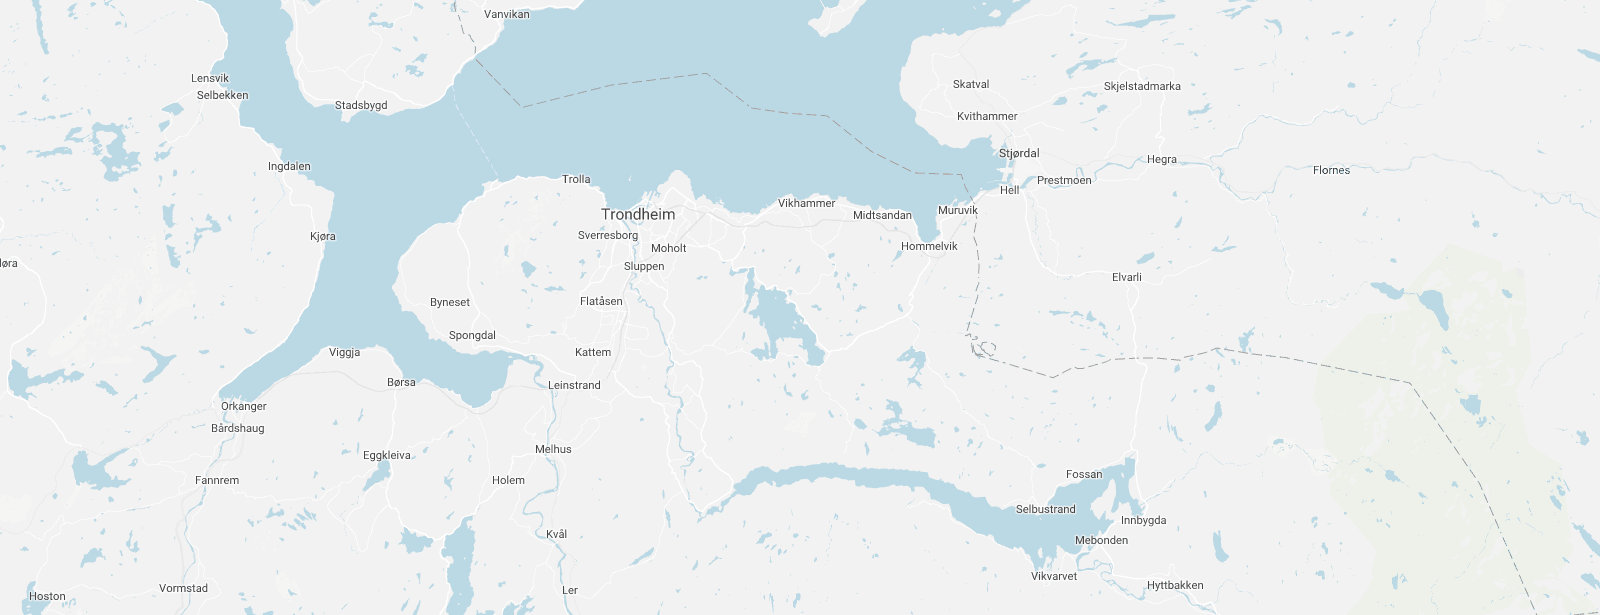 Vanvikan
Lensvik
Selbekken
Stadsbygd
Skatval
Skjelstadmarka
Kvithammer
Stjørdal
Hegra
Ingdalen
Flornes
Trolla
Prestmoen
Hell
Vikhammer
Muruvik
Midtsandan
Trondheim
Kjøra
Sverresborg
Moholt
Hommelvik
Sluppen
Elvarli
Byneset
Flatåsen
Spongdal
Viggja
Kattem
Børsa
Leinstrand
Orkanger
Bårdshaug
Melhus
Eggkleiva
Fossan
Fannrem
Holem
Selbustrand
Innbygda
Kvål
Mebonden
Vikvarvet
Hyttbakken
Vormstad
Ler
Hoston